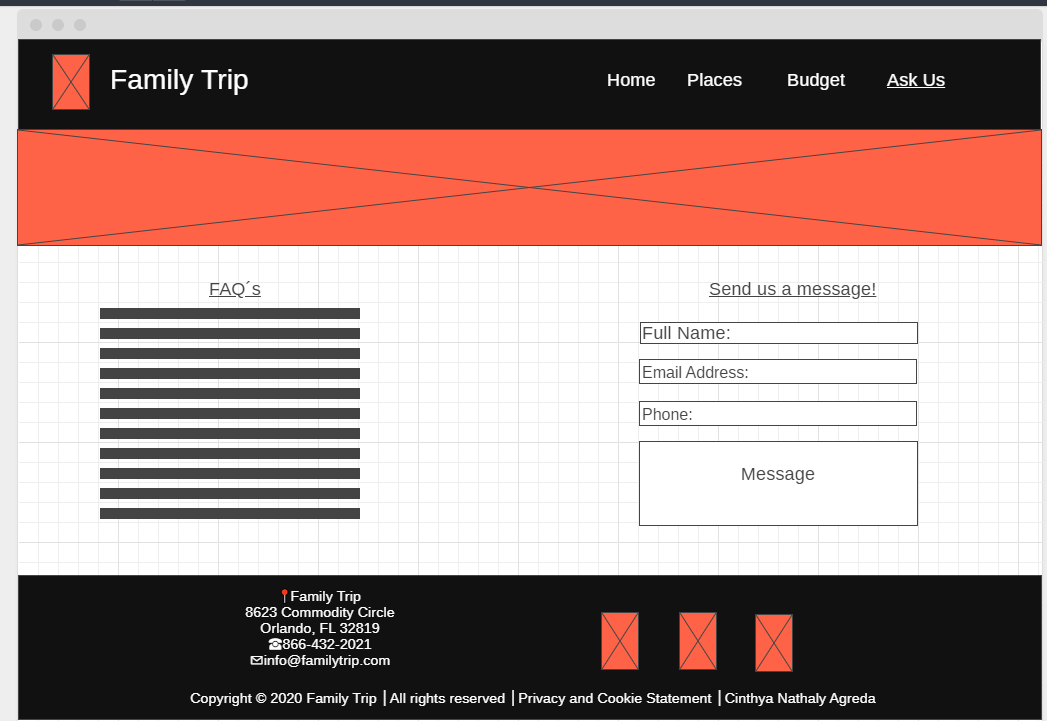 Family Trip
Home Places Budget Ask Us
FAQ´s
Send us a message!
Full Name:
Email Address:
Phone:
Message
📍Family Trip
8623 Commodity Circle
Orlando, FL 32819
☎866-432-2021
✉info@familytrip.com
Copyright © 2020 Family Trip | All rights reserved | Privacy and Cookie Statement | Cinthya Nathaly Agreda